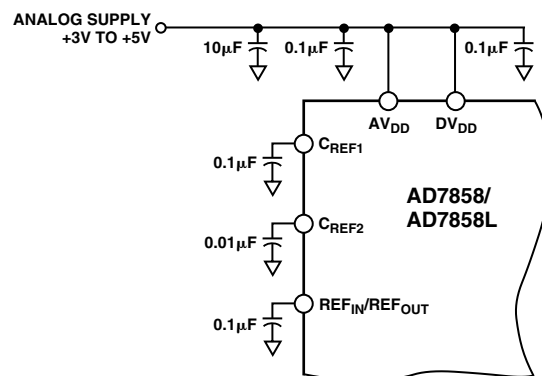 ANALOG SUPPLY
+3V TO +5V
10µF
0.1µF
0.1µF
AVDD
DVDD
CREF1
0.1µF
AD7858/
AD7858L
CREF2
0.01µF
REFIN/REFOUT
0.1µF